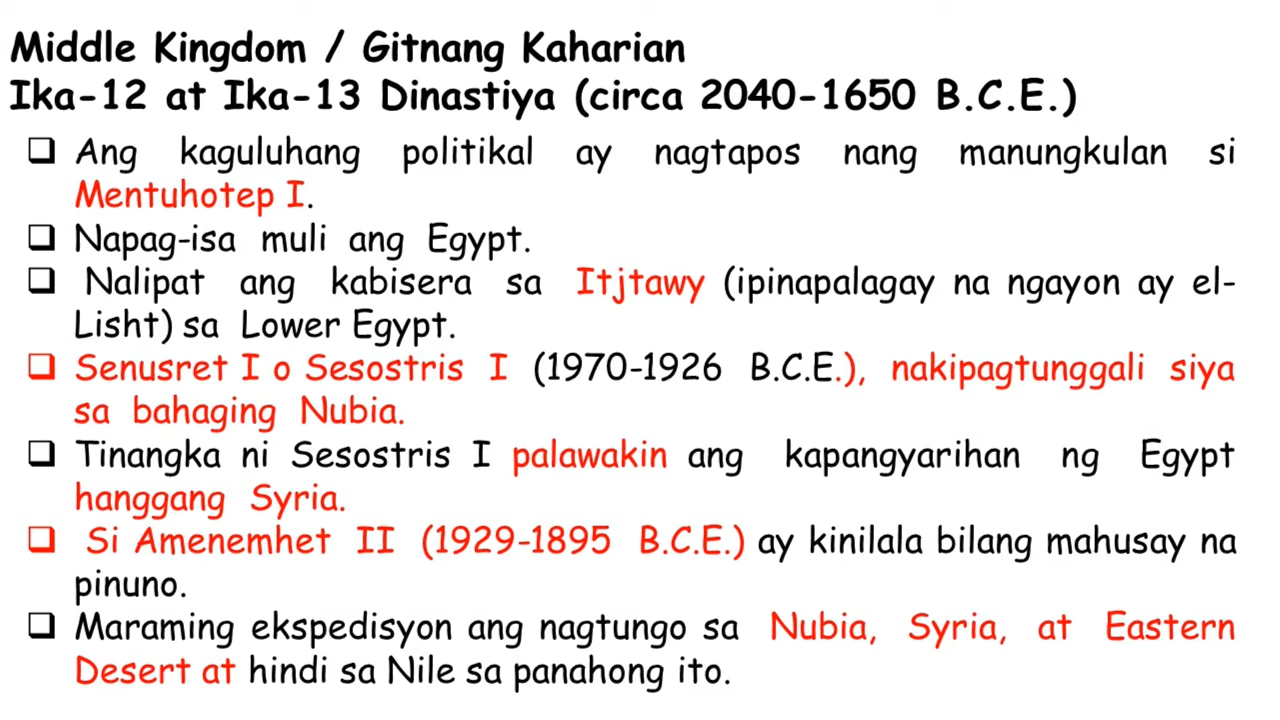 Middle Kingdom / Gitnang Kaharian
Ika-12 at Ika-13 Dinastiya (circa 2040-1650 B.C.E.)
Ang kaguluhang politikal ay nagtapos nang manungkulan si
Mentuhotep I.
Napag-isa muli ang Egypt.
Nalipat ang kabisera sa Itjtawy (ipinapalagay na ngayon ay el-
Lisht) sa Lower Egypt.
Senusret I o Sesostris I (1970-1926 B.C.E.), nakipagtunggali siya
sa bahaging Nubia.
Tinangka ni Sesostris I palawakin ang kapangyarihan ng Egypt
hanggang Syria.
Si Amenemhet II (1929-1895 B.C.E.) ay kinilala bilang mahusay na
pinuno.
Maraming ekspedisyon ang nagtungo sa Nubia, Syria, at Eastern
Desert at hindi sa Nile sa panahong ito.